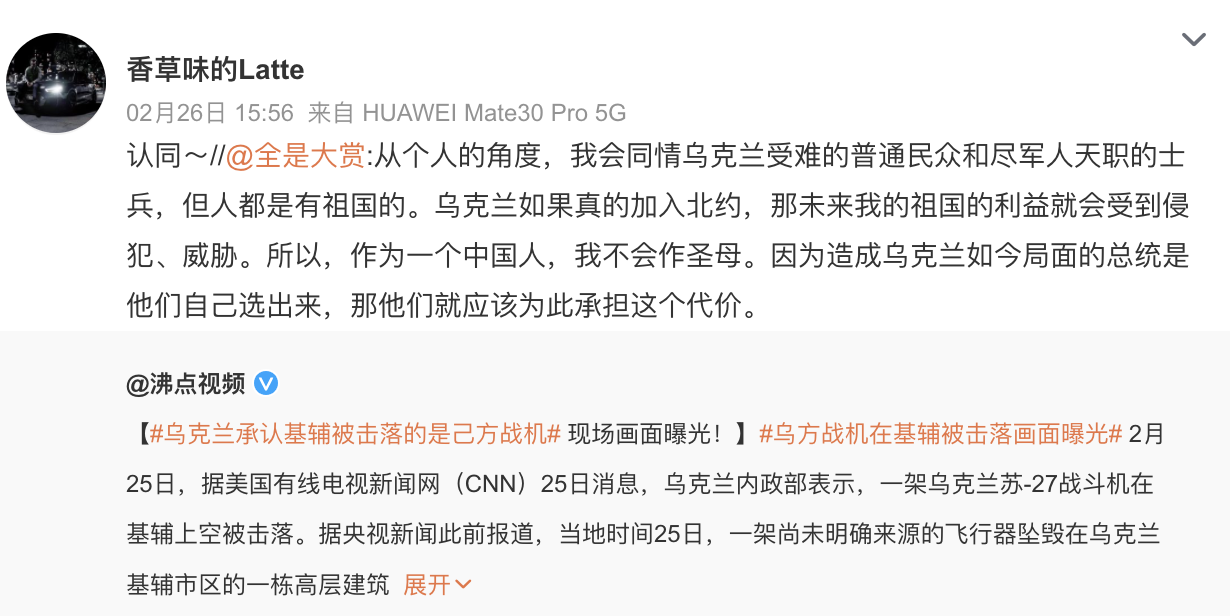 香草味的Latte
02月26日 15:56 来自 HUAWEI Mate30 Pro 5G
认同～//@全是大赏:从个人的角度，我会同情乌克兰受难的普通民众和尽军人天职的士
兵，但人都是有祖国的。乌克兰如果真的加入北约，那未来我的祖国的利益就会受到侵
犯、威胁。所以，作为一个中国人，我不会作圣母。因为造成乌克兰如今局面的总统是
他们自己选出来，那他们就应该为此承担这个代价。
@沸点视频
【#乌克兰承认基辅被击落的是己方战机# 现场画面曝光！】#乌方战机在基辅被击落画面曝光# 2月
25日，据美国有线电视新闻网（CNN）25日消息，乌克兰内政部表示，一架乌克兰苏-27战斗机在
基辅上空被击落。据央视新闻此前报道，当地时间25日，一架尚未明确来源的飞行器坠毁在乌克兰
基辅市区的一栋高层建筑 展开